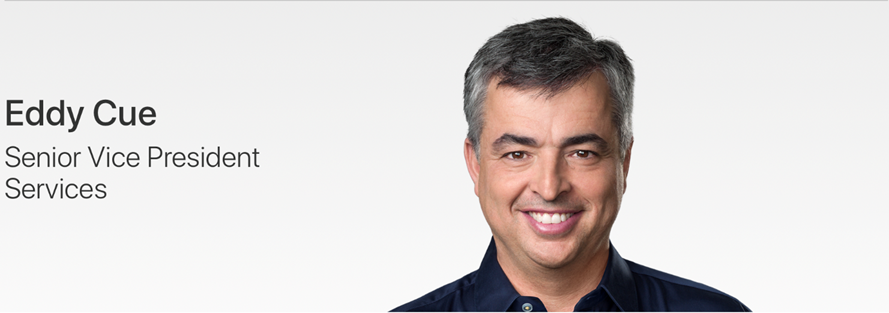 Eddy Cue
Senior Vice President
Services